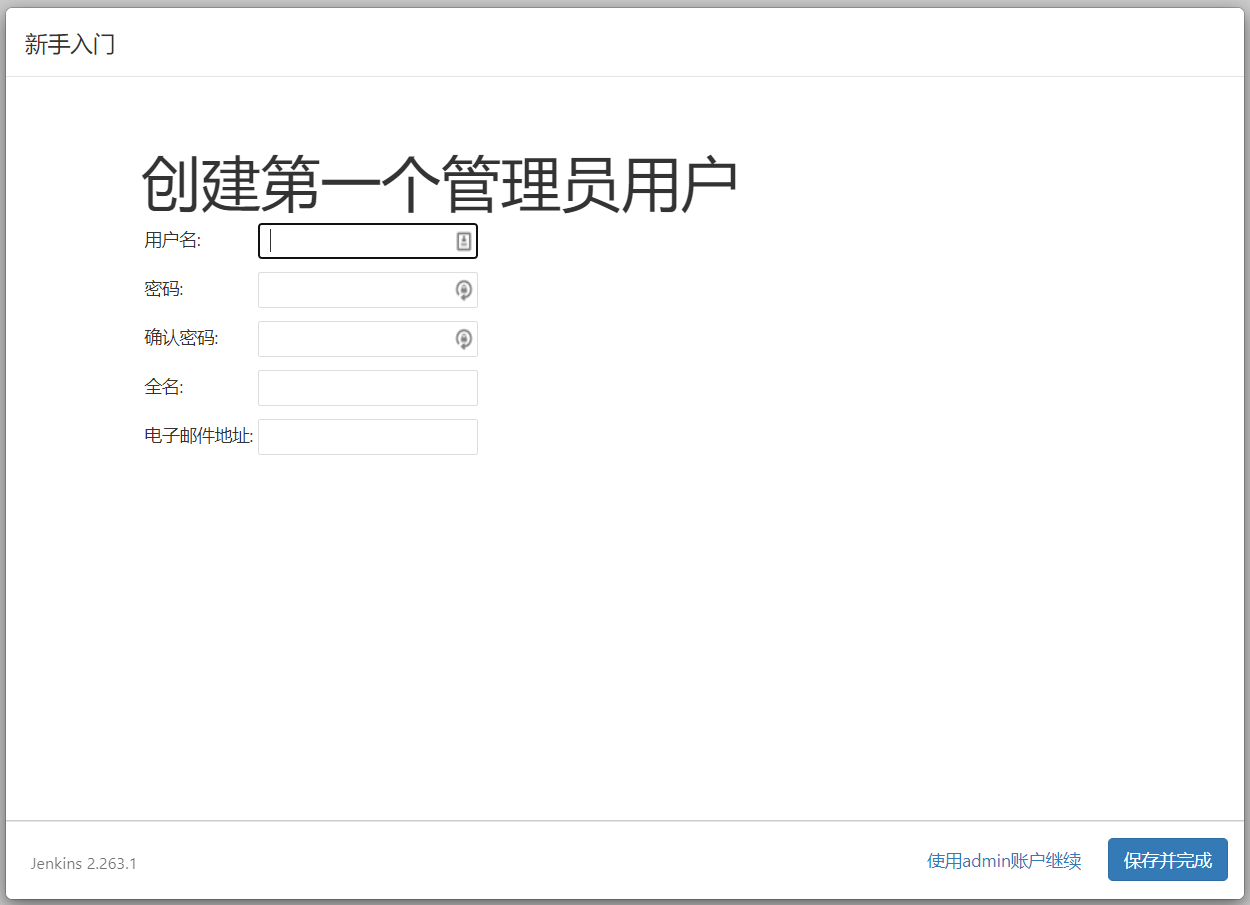 新手入门
创建第一个管理员用户
用户名:
密码:
确认密码:
全名:
电子邮件地址:
Jenkins 2.263.1
使用admin账户继续
保存并完成